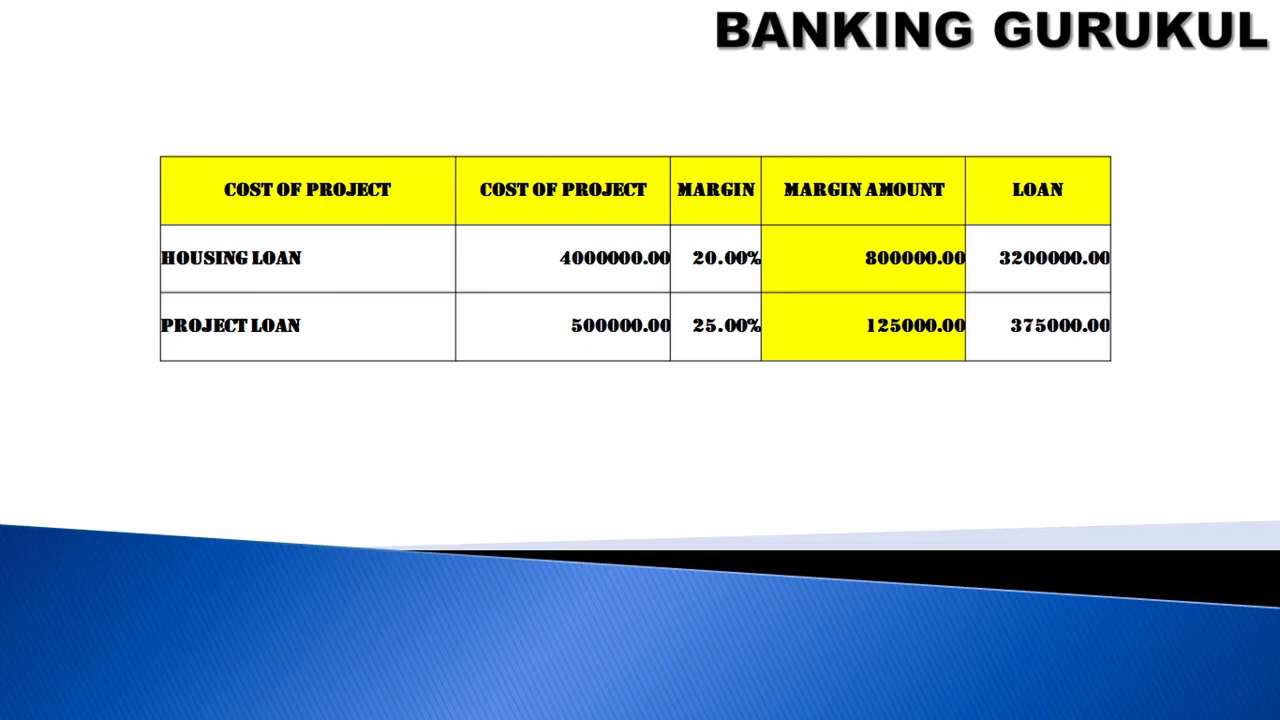 BANKING GURUKUL
COST OF PROJECT COST OF PROJECT MARGIN MARGIN AMOUNT LOAN
HOUSING LOAN 4000000.00 20.00% 800000.00 3200000.00
PROJECT LOAN 500000.00 25.00% 125000.00 375000.00